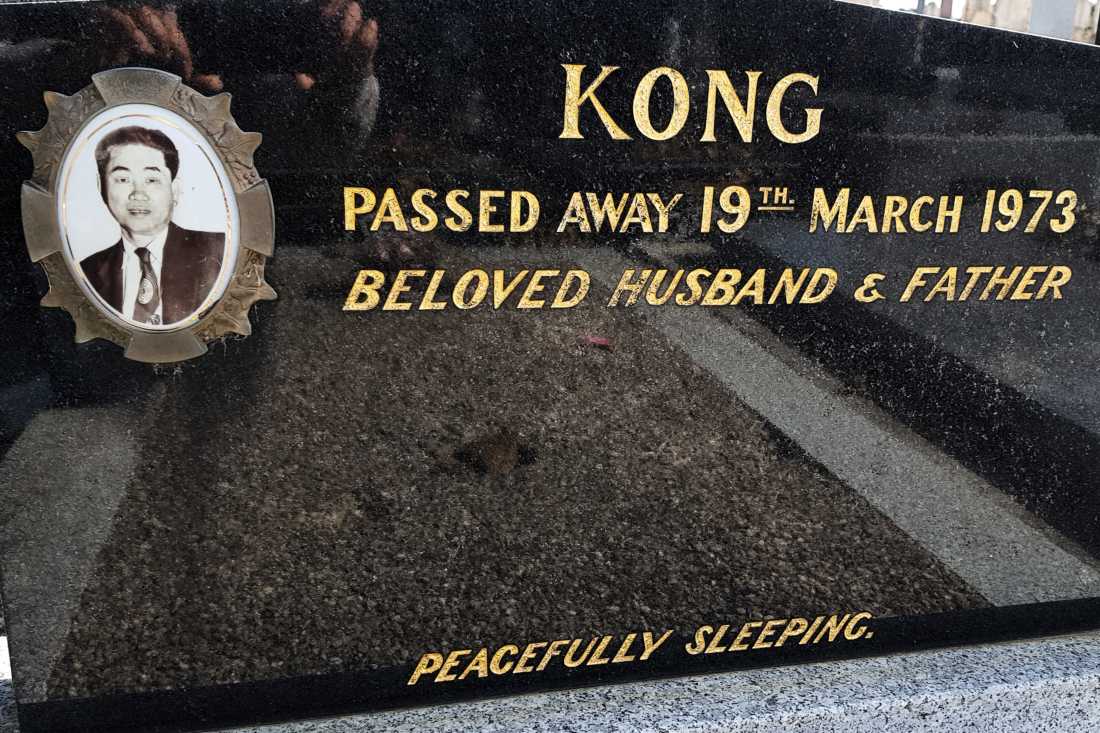 KONG
PASSED AWAY 19TH. MARCH 1973
BELOVED HUSBAND & FATHER
PEACEFULLY SLEEPING.